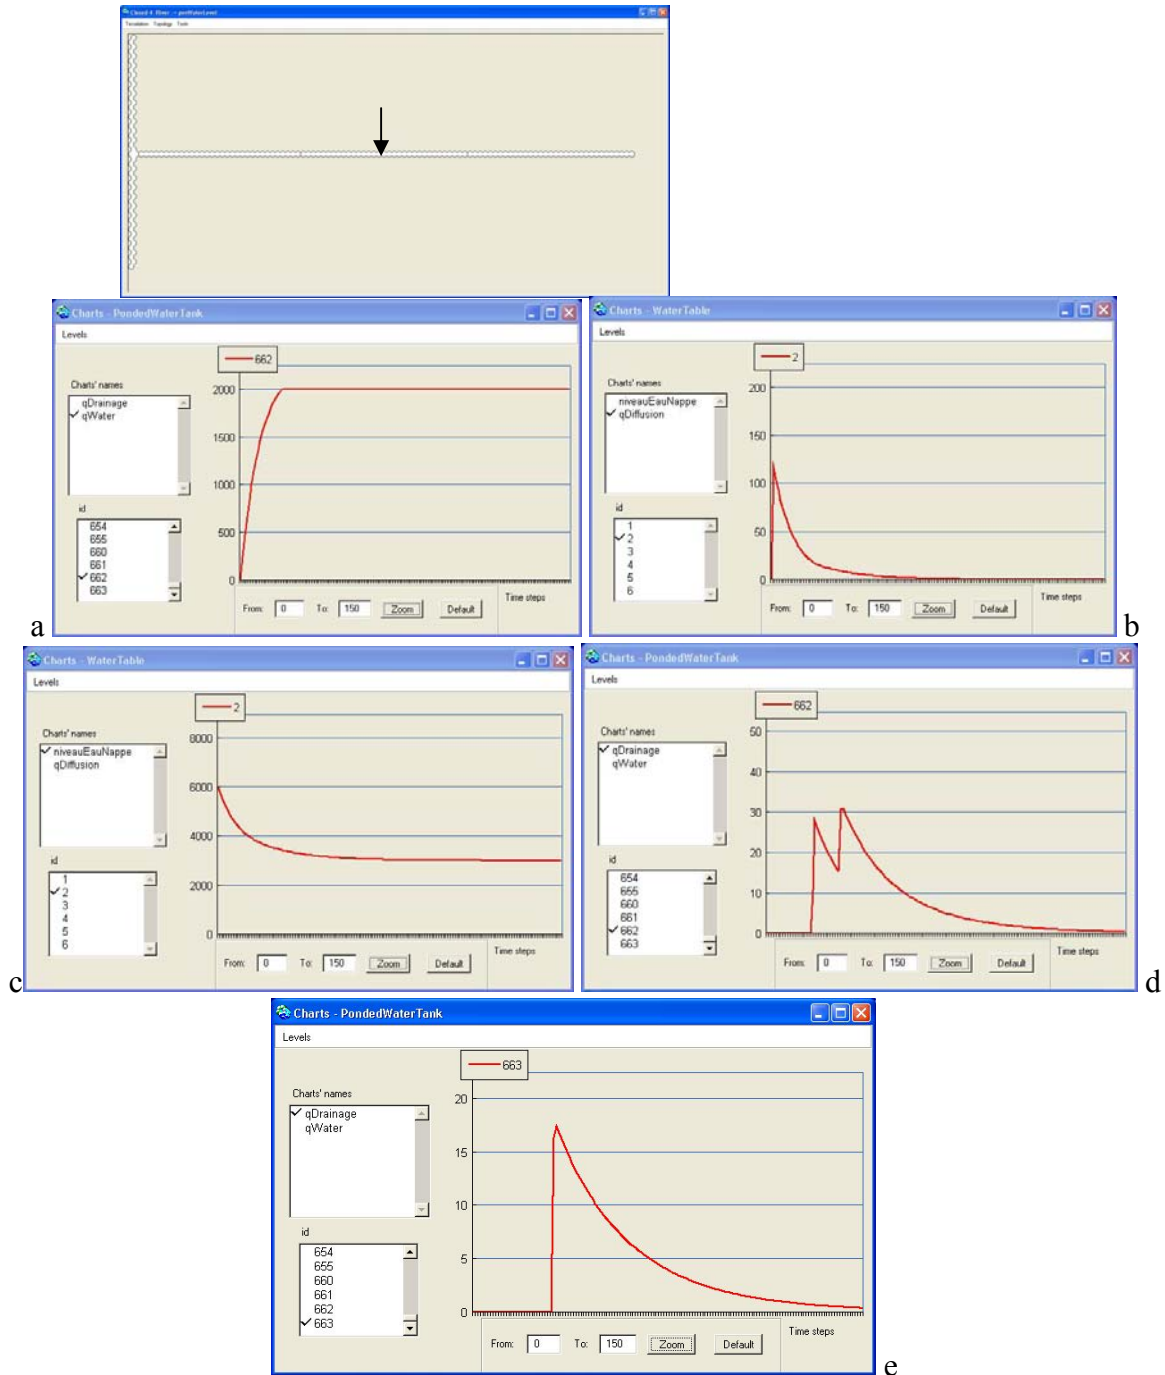 Closed 4- River -> pontWaterLevel
Tessellation Topology Tools
Charts - PondedWaterTank
Levels
Charts' names
qDrainage
qWater
id
654
655
660
661
662
663
662
2000
1500
1000
500
0
From: 0 To: 150 Zoom Default
Time steps
a
Charts - WaterTable
Levels
Charts' names
niveauEauNappe
qDiffusion
id
1
2
3
4
5
6
2
200
150
100
50
0
From: 0 To: 150 Zoom Default
Time steps
b
Charts - WaterTable
Levels
Charts' names
niveauEauNappe
qDiffusion
id
1
2
3
4
5
6
2
8000
6000
4000
2000
0
From: 0 To: 150 Zoom Default
Time steps
c
Charts - PondedWaterTank
Levels
Charts' names
qDrainage
qWater
id
654
655
660
661
662
663
662
50
40
30
20
10
0
From: 0 To: 150 Zoom Default
Time steps
d
Charts - PondedWaterTank
Levels
Charts' names
qDrainage
qWater
id
654
655
660
661
662
663
663
20
15
10
5
0
From: 0 To: 150 Zoom Default
Time steps
e